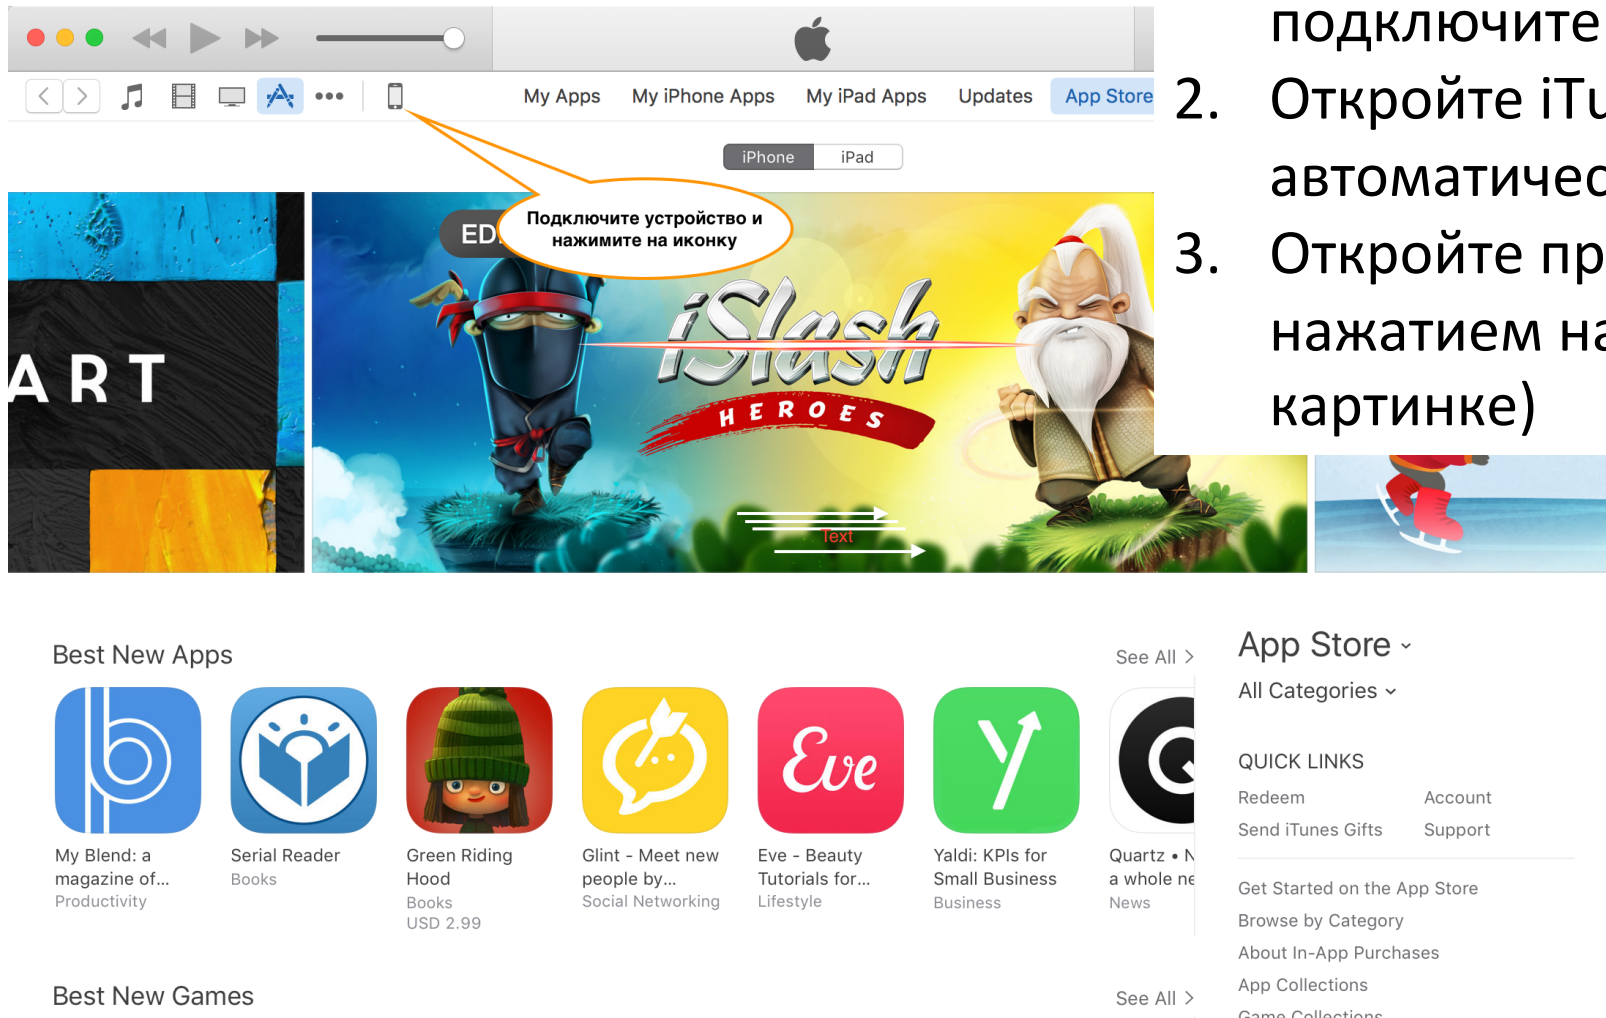 My Apps My iPhone Apps My iPad Apps Updates App Store
iPhone iPad
Подключите устройство и
нажимите на иконку
подключите
2. Откройте iTu
автоматичес
3. Откройте пр
нажатием на
картинке)
ART
ED
iSlash
HEROES
Text
Best New Apps
See All >
My Blend: a
magazine of...
Productivity
Serial Reader
Books
Green Riding
Hood
Books
USD 2.99
Glint - Meet new
people by...
Social Networking
Eve
Eve - Beauty
Tutorials for...
Lifestyle
Yaldi: KPIs for
Small Business
Business
Quartz • N
a whole ne
News
Best New Games
See All >
App Store
All Categories
QUICK LINKS
Redeem Account
Send iTunes Gifts Support
Get Started on the App Store
Browse by Category
About In-App Purchases
App Collections
Game Collections